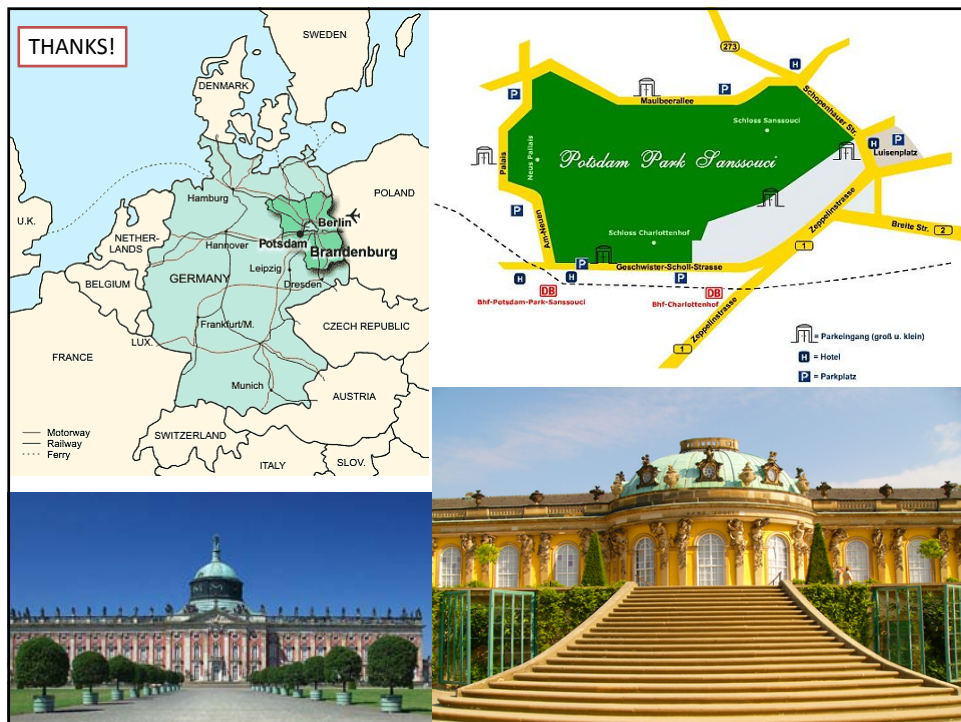 THANKS!
SWEDEN
DENMARK
POLAND
Hamburg
U.K.
Berlin
NETHER-
LANDS
Hannover
Potsdam
Brandenburg
BELGIUM
GERMANY
Leipzig
Dresden
Frankfurt/M.
LUX.
CZECH REPUBLIC
FRANCE
Munich
AUSTRIA
Motorway
Railway
Ferry
SWITZERLAND
ITALY
SLOV.
273
H
P
P
Maulbeerallee
Schopenhauer Str.
Schloss Sanssouci
H
P
Luisenplatz
Palais
Neus Pallais
Potsdam Park Sanssouci
P
Am-Neuen
Zeppelinstrasse
Breite Str.
2
Schloss Charlottenhof
1
P
Geschwister-Scholl-Strasse
H
H
P
DB
Bhf-Potsdam-Park-Sanssouci
DB
Bhf-Charlottenhof
Zeppelinstrasse
1
= Parkeingang (groß u. klein)
H = Hotel
P = Parkplatz